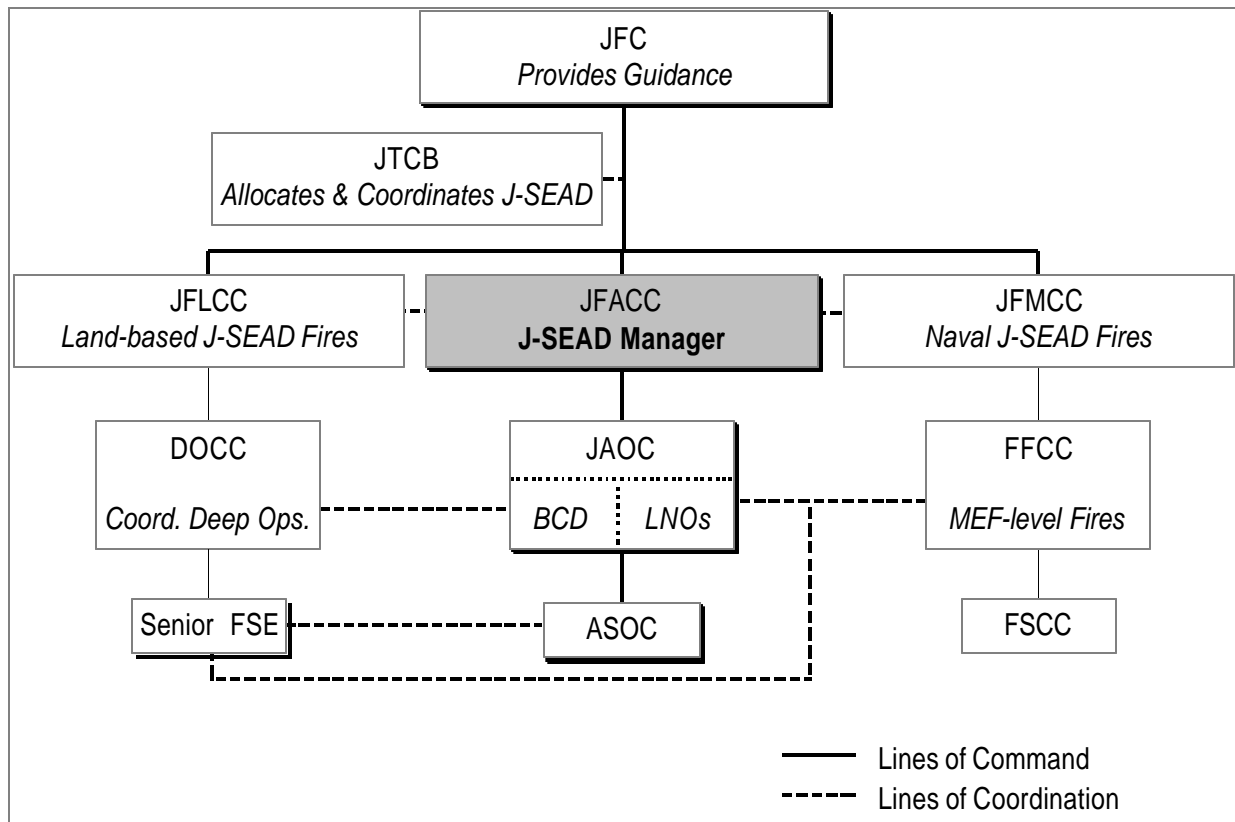 JFC
Provides Guidance
JTCB
Allocates & Coordinates J-SEAD
JFLCC
Land-based J-SEAD Fires
JFACC
J-SEAD Manager
JFMCC
Naval J-SEAD Fires
DOCC
Coord. Deep Ops.
JAOC
BCD
LNOs
FFCC
MEF-level Fires
Senior FSE
ASOC
FSCC
Lines of Command
Lines of Coordination